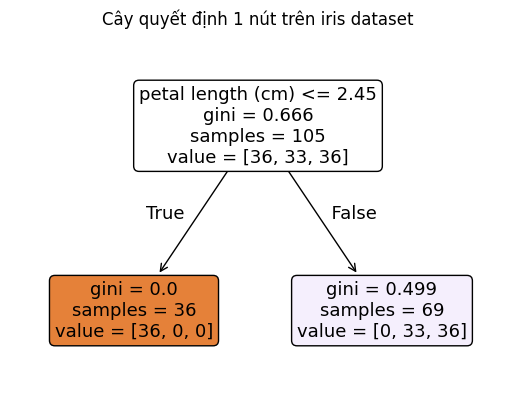 Cây quyết định 1 nút trên iris dataset
petal length (cm) <= 2.45
gini = 0.666
samples = 105
value = [36, 33, 36]
True
False
gini = 0.0
samples = 36
value = [36, 0, 0]
gini = 0.499
samples = 69
value = [0, 33, 36]